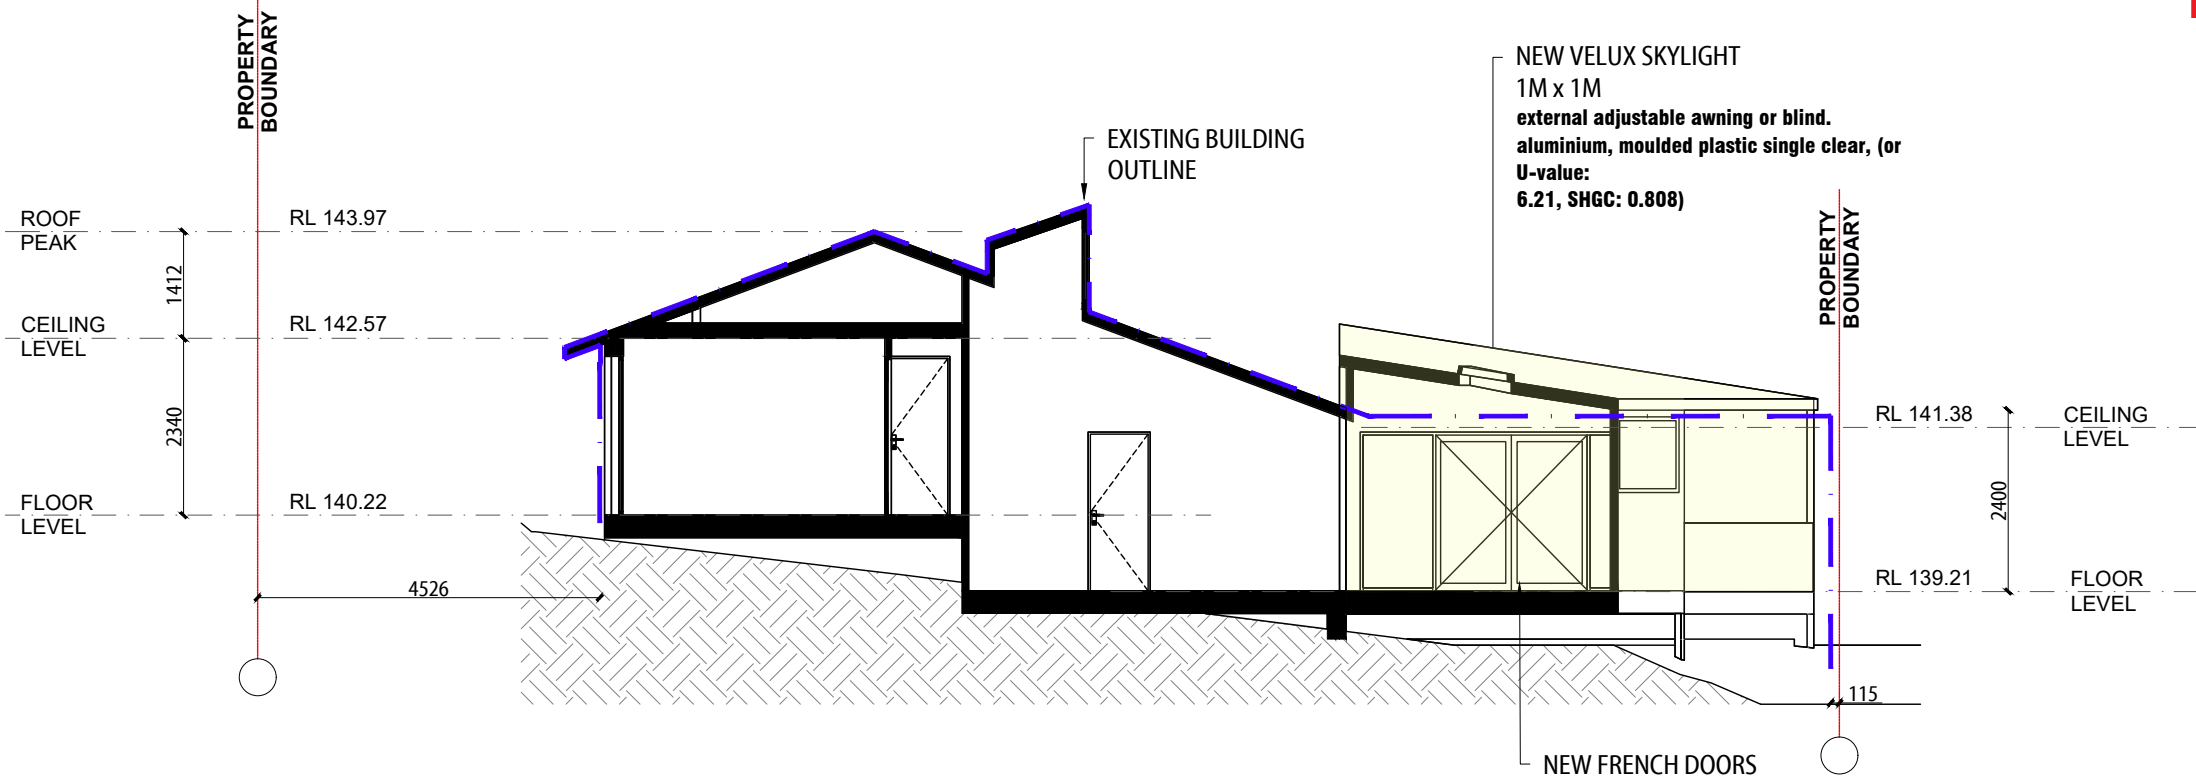 PROPERTY
BOUNDARY
NEW VELUX SKYLIGHT
1M x 1M
external adjustable awning or blind.
aluminium, moulded plastic single clear, (or
U-value:
6.21, SHGC: 0.808)
EXISTING BUILDING
OUTLINE
ROOF
PEAK
RL 143.97
1412
CEILING
LEVEL
RL 142.57
2340
FLOOR
LEVEL
RL 140.22
4526
PROPERTY
BOUNDARY
RL 141.38
CEILING
LEVEL
2400
RL 139.21
FLOOR
LEVEL
115
NEW FRENCH DOORS